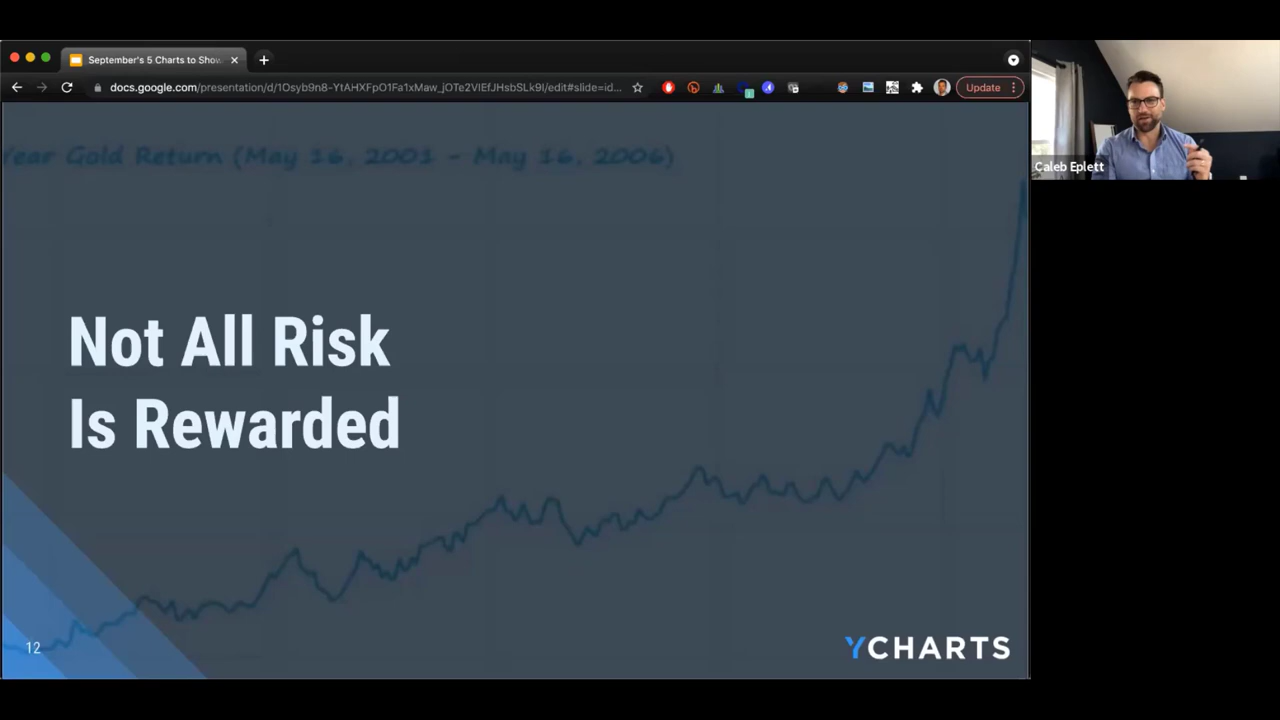 September's 5 Charts to Show
docs.google.com/presentation/d/1Osyb9n8-YtAHXFpO1Fa1xMaw_jOTe2VIEfJHsbSLk9I/edit#slide=id...
Update
Year Gold Return (May 16, 2001 - May 16, 2006)
Not All Risk
Is Rewarded
12
YCHARTS
Caleb Eplett